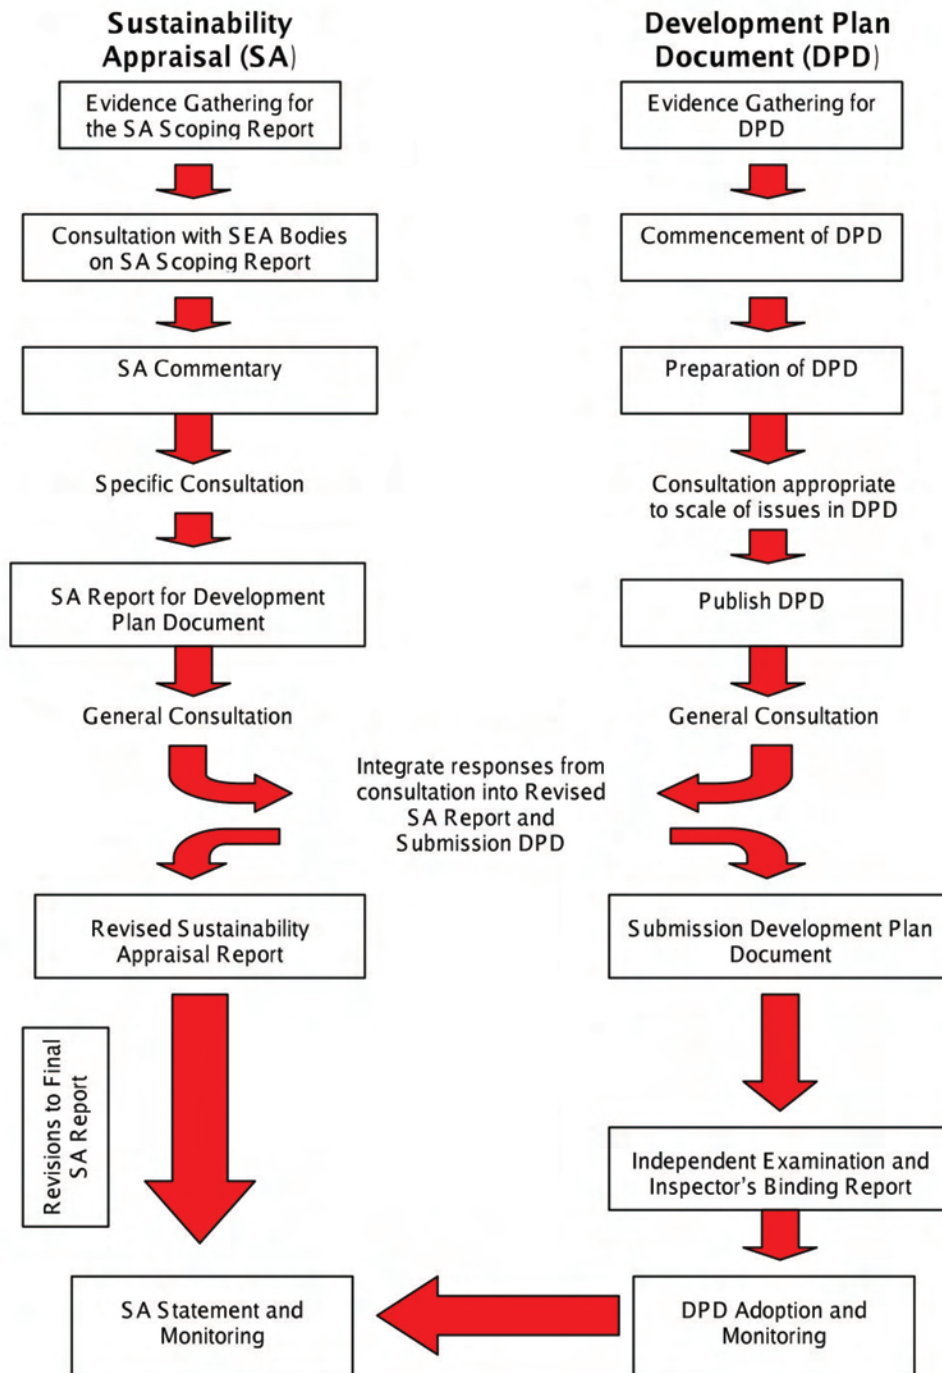 Sustainability
Appraisal (SA)
Development Plan
Document (DPD)
Evidence Gathering for
the SA Scoping Report
Evidence Gathering for
DPD
Consultation with SEA Bodies
on SA Scoping Report
Commencement of DPD
SA Commentary
Preparation of DPD
Specific Consultation
Consultation appropriate
to scale of issues in DPD
SA Report for Development
Plan Document
Publish DPD
General Consultation
General Consultation
Integrate responses from
consultation into Revised
SA Report and
Submission DPD
Revised Sustainability
Appraisal Report
Submission Development Plan
Document
Revisions to Final
SA Report
Independent Examination and
Inspector's Binding Report
SA Statement and
Monitoring
DPD Adoption and
Monitoring